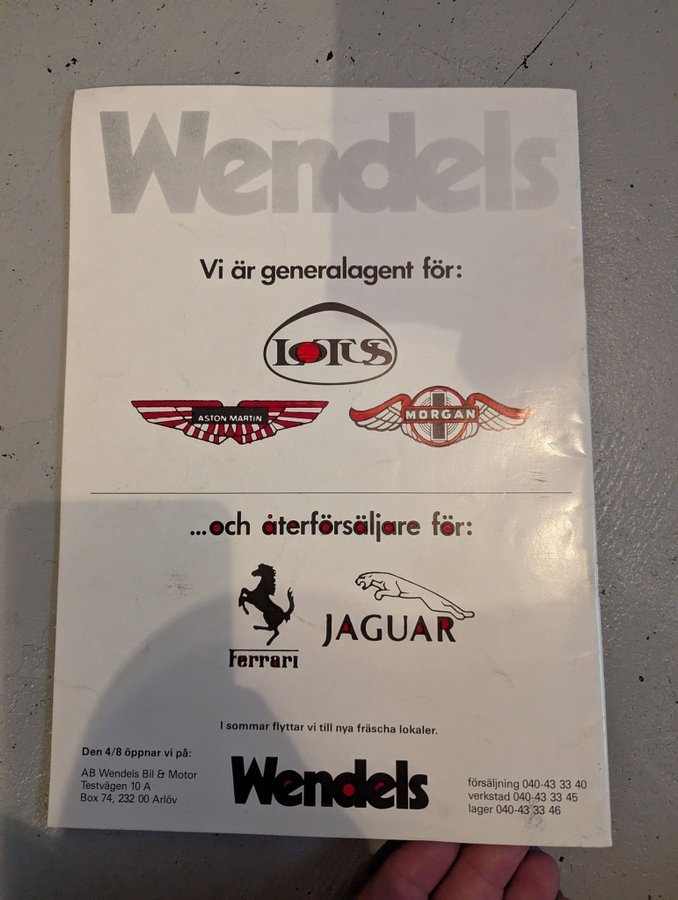 Wendels
Vi är generalagent för:
LOTUS
ASTON MARTIN
MORGAN
...och återförsäljare för:
Ferrari
JAGUAR
I sommar flyttar vi till nya fräscha lokaler.
Den 4/8 öppnar vi på:
AB Wendels Bil & Motor
Testvägen 10 A
Box 74, 232 00 Arlöv
Wendels
försäljning 040-43 33 40
verkstad 040-43 33 45
lager 040-43 33 46